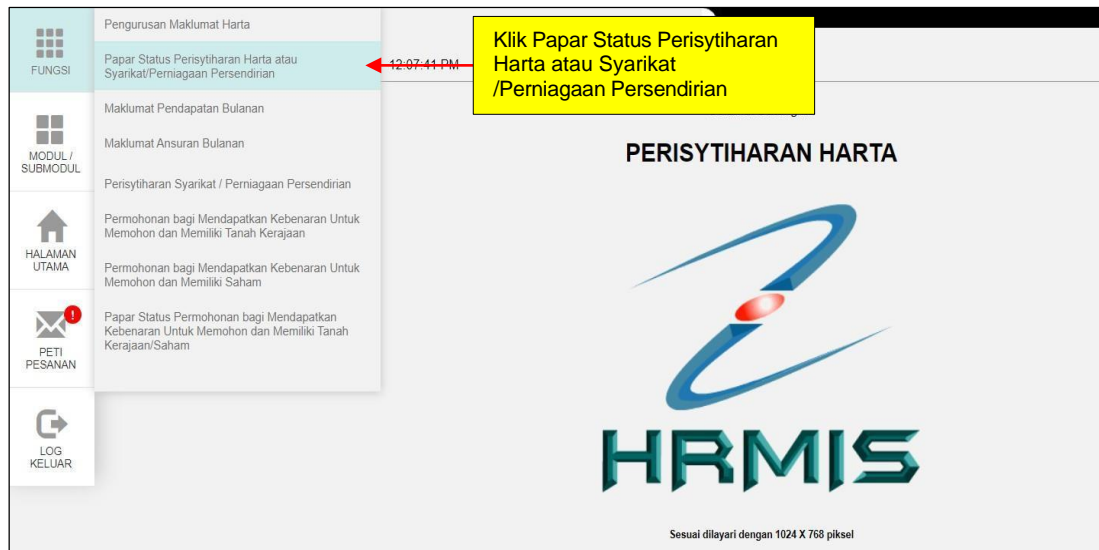 FUNGSI
MODUL /
SUBMODUL
HALAMAN
UTAMA
!
PETI
PESANAN
LOG
KELUAR
Pengurusan Maklumat Harta
Papar Status Perisytiharan Harta atau
Syarikat/Perniagaan Persendirian
Maklumat Pendapatan Bulanan
Maklumat Ansuran Bulanan
Perisytiharan Syarikat / Perniagaan Persendirian
Permohonan bagi Mendapatkan Kebenaran Untuk
Memohon dan Memiliki Tanah Kerajaan
Permohonan bagi Mendapatkan Kebenaran Untuk
Memohon dan Memiliki Saham
Papar Status Permohonan bagi Mendapatkan
Kebenaran Untuk Memohon dan Memiliki Tanah
Kerajaan/Saham
12:07:41 PM
Klik Papar Status Perisytiharan
Harta atau Syarikat
/Perniagaan Persendirian
PERISYTIHARAN HARTA
HRMIS
Sesuai dilayari dengan 1024 X 768 piksel